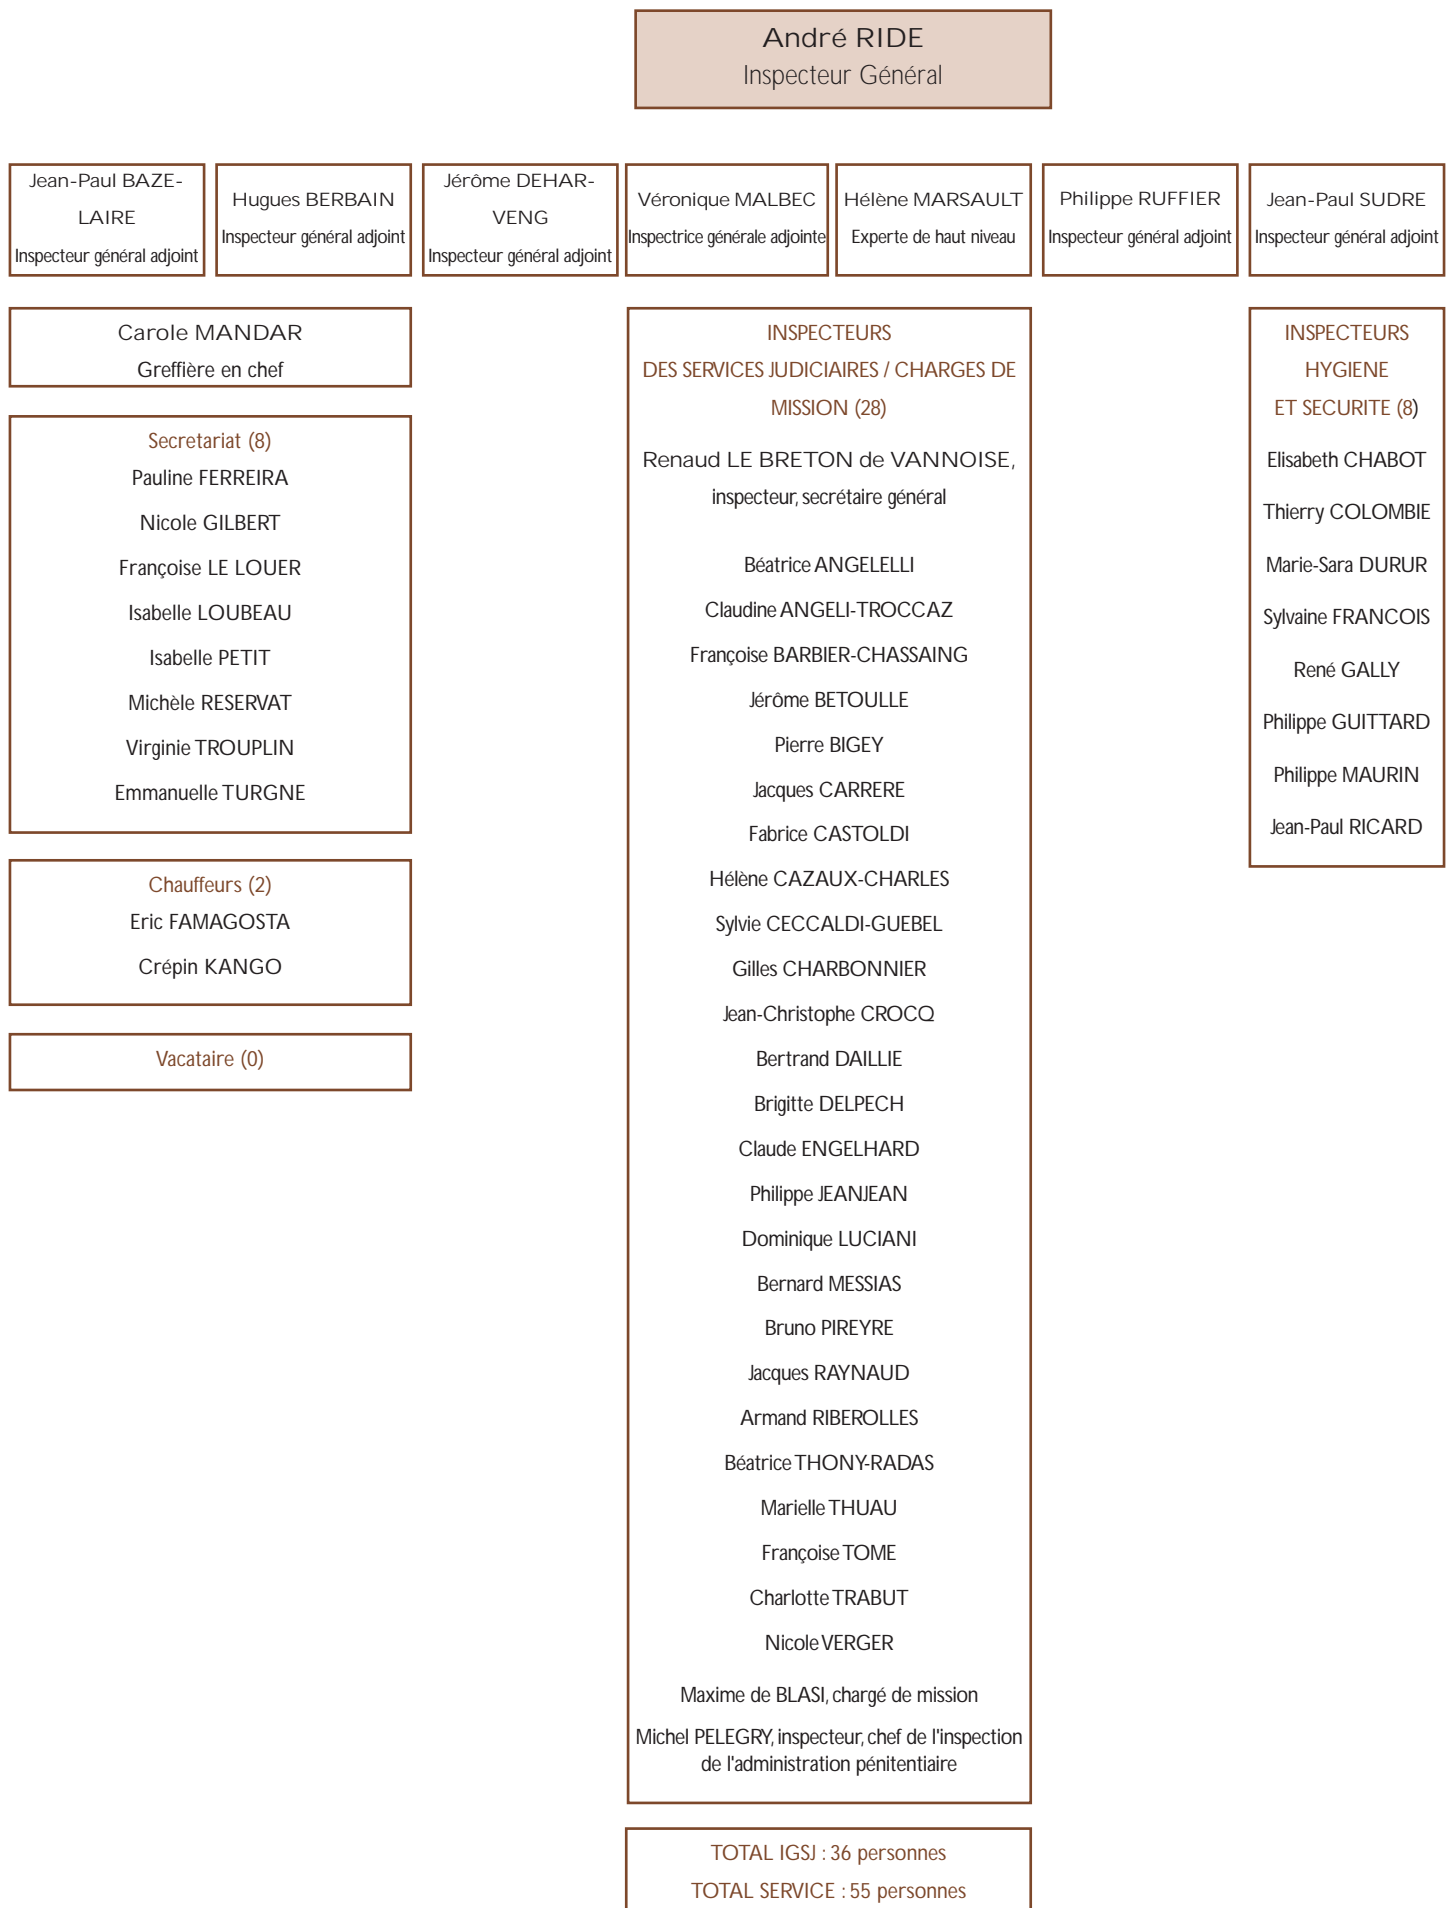 André RIDE
Inspecteur Général
Jean-Paul BAZE-
LAIRE
Inspecteur général adjoint
Hugues BERBAIN
Inspecteur général adjoint
Jérôme DEHAR-
VENG
Inspecteur général adjoint
Véronique MALBEC
Inspectrice générale adjointe
Hélène MARSAULT
Experte de haut niveau
Philippe RUFFIER
Inspecteur général adjoint
Jean-Paul SUDRE
Inspecteur général adjoint
Carole MANDAR
Greffière en chef
Secretariat (8)
Pauline FERREIRA
Nicole GILBERT
Françoise LE LOUER
Isabelle LOUBEAU
Isabelle PETIT
Michèle RESERVAT
Virginie TROUPLIN
Emmanuelle TURGNE
Chauffeurs (2)
Eric FAMAGOSTA
Crépin KANGO
Vacataire (0)
INSPECTEURS
DES SERVICES JUDICIAIRES / CHARGES DE
MISSION (28)
Renaud LE BRETON de VANNOISE,
inspecteur, secrétaire général
Béatrice ANGELELLI
Claudine ANGELI-TROCCAZ
Françoise BARBIER-CHASSAING
Jérôme BETOULLE
Pierre BIGEY
Jacques CARRERE
Fabrice CASTOLDI
Hélène CAZAUX-CHARLES
Sylvie CECCALDI-GUEBEL
Gilles CHARBONNIER
Jean-Christophe CROCQ
Bertrand DAILLIE
Brigitte DELPECH
Claude ENGELHARD
Philippe JEANJEAN
Dominique LUCIANI
Bernard MESSIAS
Bruno PIREYRE
Jacques RAYNAUD
Armand RIBEROLLES
Béatrice THONY-RADAS
Marielle THUAU
Françoise TOME
Charlotte TRABUT
Nicole VERGER
Maxime de BLASI, chargé de mission
Michel PELEGRY, inspecteur, chef de l'inspection
de l'administration pénitentiaire
TOTAL IGSJ : 36 personnes
TOTAL SERVICE : 55 personnes
INSPECTEURS
HYGIENE
ET SECURITE (8)
Elisabeth CHABOT
Thierry COLOMBIE
Marie-Sara DURUR
Sylvaine FRANCOIS
René GALLY
Philippe GUITTARD
Philippe MAURIN
Jean-Paul RICARD